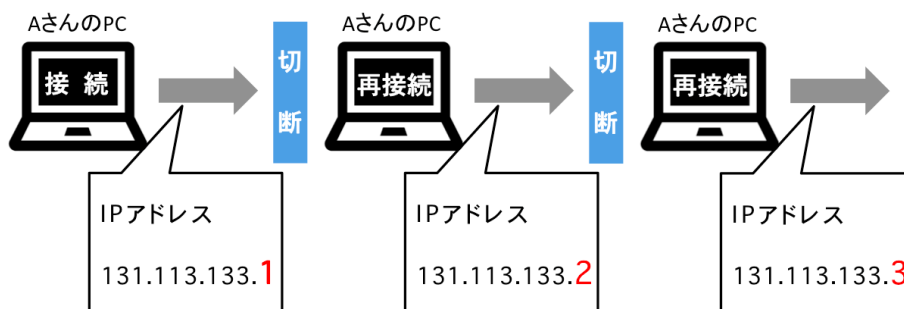 AさんのPC
接続
切断
IPアドレス
131.113.133.1
AさんのPC
再接続
切断
IPアドレス
131.113.133.2
AさんのPC
再接続
IPアドレス
131.113.133.3